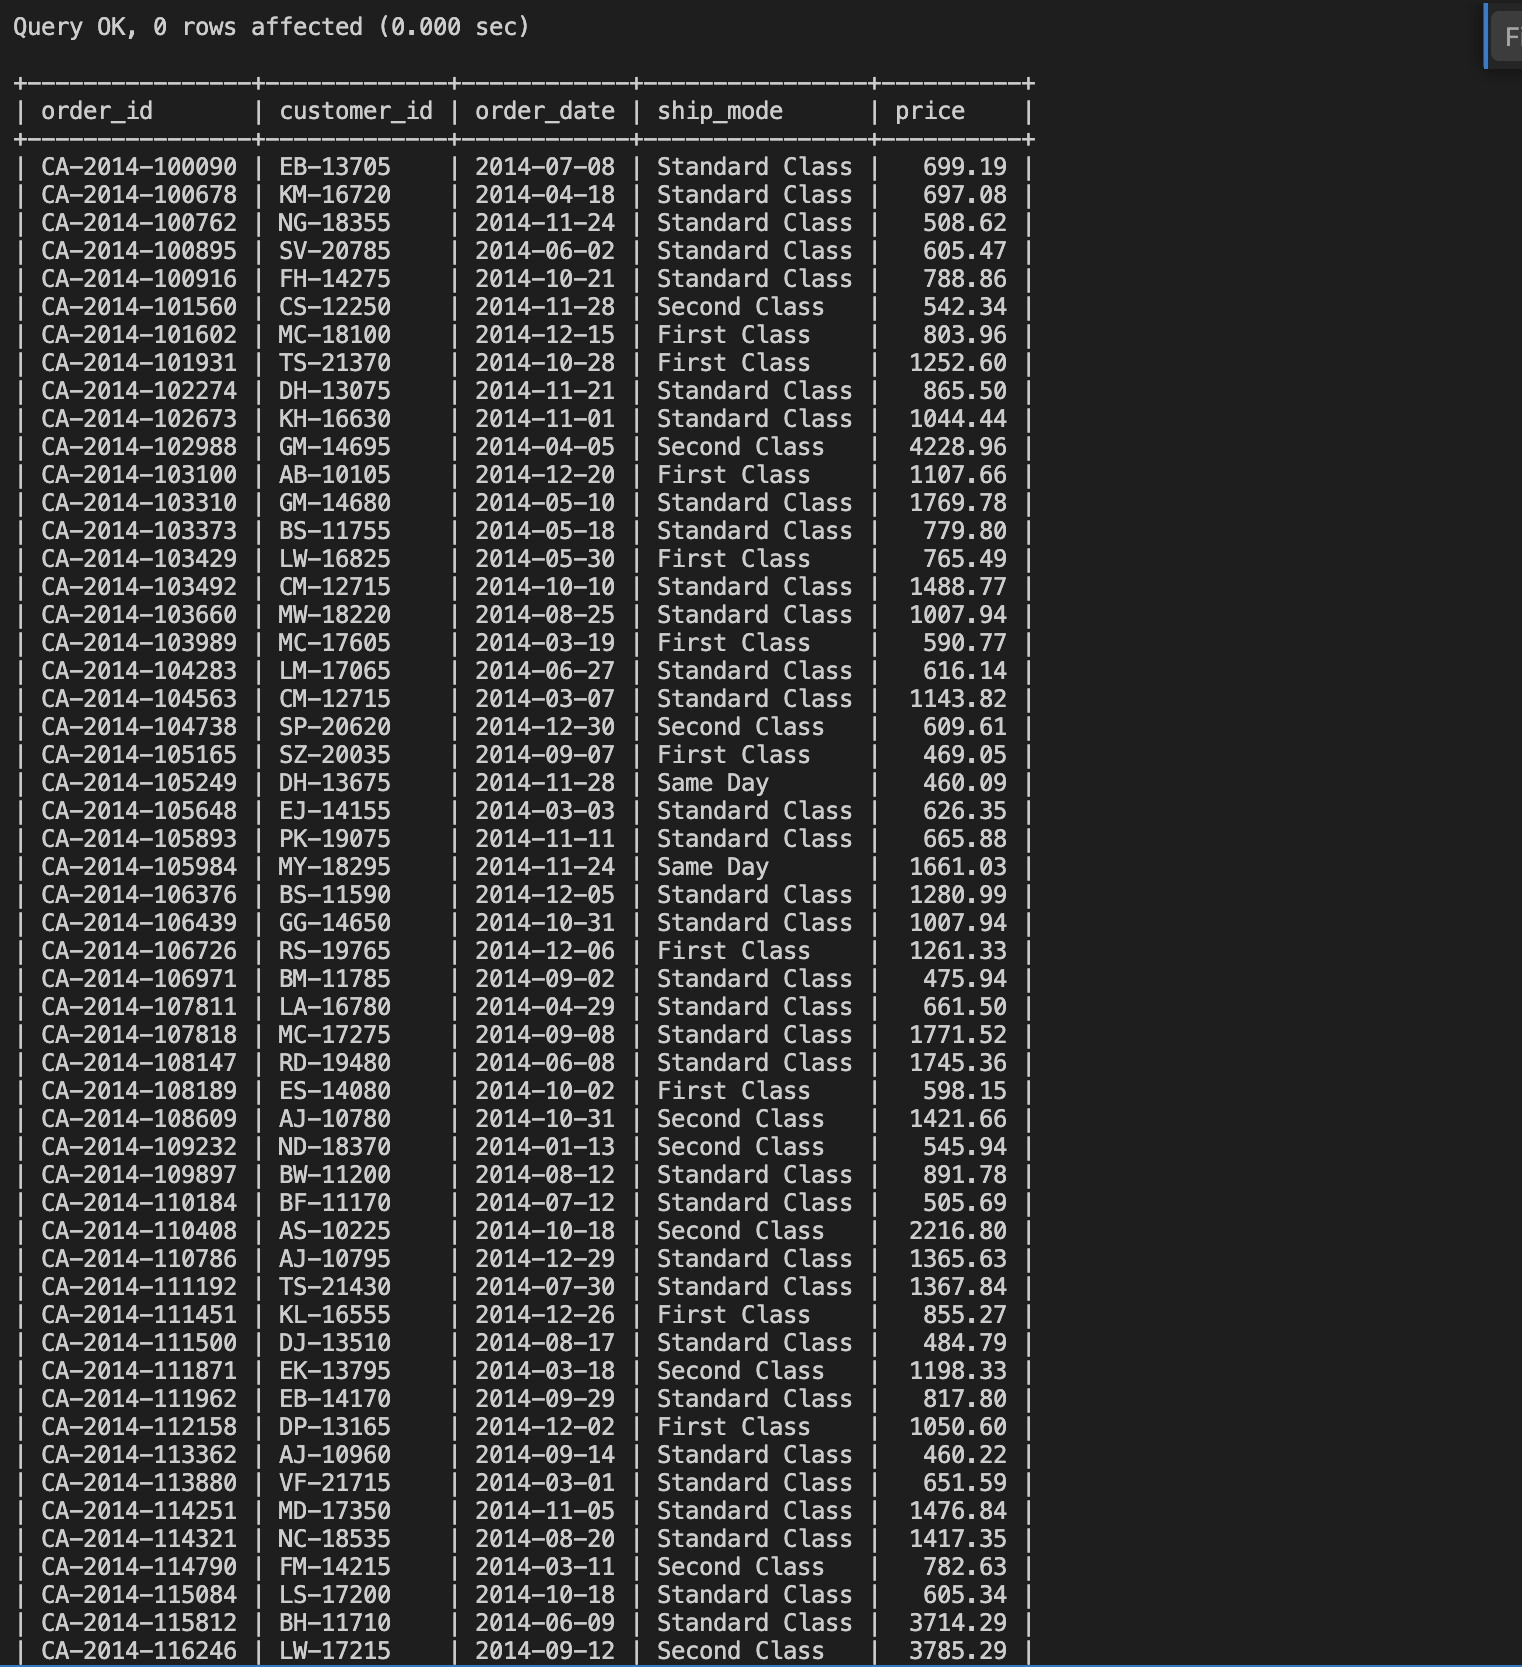 Query OK, 0 rows affected (0.000 sec)
+----------------+-------------+------------+----------------+----------+
| order_id       | customer_id | order_date | ship_mode      | price    |
+----------------+-------------+------------+----------------+----------+
| CA-2014-100090 | EB-13705    | 2014-07-08 | Standard Class |   699.19 |
| CA-2014-100678 | KM-16720    | 2014-04-18 | Standard Class |   697.08 |
| CA-2014-100762 | NG-18355    | 2014-11-24 | Standard Class |   508.62 |
| CA-2014-100895 | SV-20785    | 2014-06-02 | Standard Class |   605.47 |
| CA-2014-100916 | FH-14275    | 2014-10-21 | Standard Class |   788.86 |
| CA-2014-101560 | CS-12250    | 2014-11-28 | Second Class   |   542.34 |
| CA-2014-101602 | MC-18100    | 2014-12-15 | First Class    |   803.96 |
| CA-2014-101931 | TS-21370    | 2014-10-28 | First Class    |  1252.60 |
| CA-2014-102274 | DH-13075    | 2014-11-21 | Standard Class |   865.50 |
| CA-2014-102673 | KH-16630    | 2014-11-01 | Standard Class |  1044.44 |
| CA-2014-102988 | GM-14695    | 2014-04-05 | Second Class   |  4228.96 |
| CA-2014-103100 | AB-10105    | 2014-12-20 | First Class    |  1107.66 |
| CA-2014-103310 | GM-14680    | 2014-05-10 | Standard Class |  1769.78 |
| CA-2014-103373 | BS-11755    | 2014-05-18 | Standard Class |   779.80 |
| CA-2014-103429 | LW-16825    | 2014-05-30 | First Class    |   765.49 |
| CA-2014-103492 | CM-12715    | 2014-10-10 | Standard Class |  1488.77 |
| CA-2014-103660 | MW-18220    | 2014-08-25 | Standard Class |  1007.94 |
| CA-2014-103989 | MC-17605    | 2014-03-19 | First Class    |   590.77 |
| CA-2014-104283 | LM-17065    | 2014-06-27 | Standard Class |   616.14 |
| CA-2014-104563 | CM-12715    | 2014-03-07 | Standard Class |  1143.82 |
| CA-2014-104738 | SP-20620    | 2014-12-30 | Second Class   |   609.61 |
| CA-2014-105165 | SZ-20035    | 2014-09-07 | First Class    |   469.05 |
| CA-2014-105249 | DH-13675    | 2014-11-28 | Same Day       |   460.09 |
| CA-2014-105648 | EJ-14155    | 2014-03-03 | Standard Class |   626.35 |
| CA-2014-105893 | PK-19075    | 2014-11-11 | Standard Class |   665.88 |
| CA-2014-105984 | MY-18295    | 2014-11-24 | Same Day       |  1661.03 |
| CA-2014-106376 | BS-11590    | 2014-12-05 | Standard Class |  1280.99 |
| CA-2014-106439 | GG-14650    | 2014-10-31 | Standard Class |  1007.94 |
| CA-2014-106726 | RS-19765    | 2014-12-06 | First Class    |  1261.33 |
| CA-2014-106971 | BM-11785    | 2014-09-02 | Standard Class |   475.94 |
| CA-2014-107811 | LA-16780    | 2014-04-29 | Standard Class |   661.50 |
| CA-2014-107818 | MC-17275    | 2014-09-08 | Standard Class |  1771.52 |
| CA-2014-108147 | RD-19480    | 2014-06-08 | Standard Class |  1745.36 |
| CA-2014-108189 | ES-14080    | 2014-10-02 | First Class    |   598.15 |
| CA-2014-108609 | AJ-10780    | 2014-10-31 | Second Class   |  1421.66 |
| CA-2014-109232 | ND-18370    | 2014-01-13 | Second Class   |   545.94 |
| CA-2014-109897 | BW-11200    | 2014-08-12 | Standard Class |   891.78 |
| CA-2014-110184 | BF-11170    | 2014-07-12 | Standard Class |   505.69 |
| CA-2014-110408 | AS-10225    | 2014-10-18 | Second Class   |  2216.80 |
| CA-2014-110786 | AJ-10795    | 2014-12-29 | Standard Class |  1365.63 |
| CA-2014-111192 | TS-21430    | 2014-07-30 | Standard Class |  1367.84 |
| CA-2014-111451 | KL-16555    | 2014-12-26 | First Class    |   855.27 |
| CA-2014-111500 | DJ-13510    | 2014-08-17 | Standard Class |   484.79 |
| CA-2014-111871 | EK-13795    | 2014-03-18 | Second Class   |  1198.33 |
| CA-2014-111962 | EB-14170    | 2014-09-29 | Standard Class |   817.80 |
| CA-2014-112158 | DP-13165    | 2014-12-02 | First Class    |  1050.60 |
| CA-2014-113362 | AJ-10960    | 2014-09-14 | Standard Class |   460.22 |
| CA-2014-113880 | VF-21715    | 2014-03-01 | Standard Class |   651.59 |
| CA-2014-114251 | MD-17350    | 2014-11-05 | Standard Class |  1476.84 |
| CA-2014-114321 | NC-18535    | 2014-08-20 | Standard Class |  1417.35 |
| CA-2014-114790 | FM-14215    | 2014-03-11 | Second Class   |   782.63 |
| CA-2014-115084 | LS-17200    | 2014-10-18 | Standard Class |   605.34 |
| CA-2014-115812 | BH-11710    | 2014-06-09 | Standard Class |  3714.29 |
| CA-2014-116246 | LW-17215    | 2014-09-12 | Second Class   |  3785.29 |